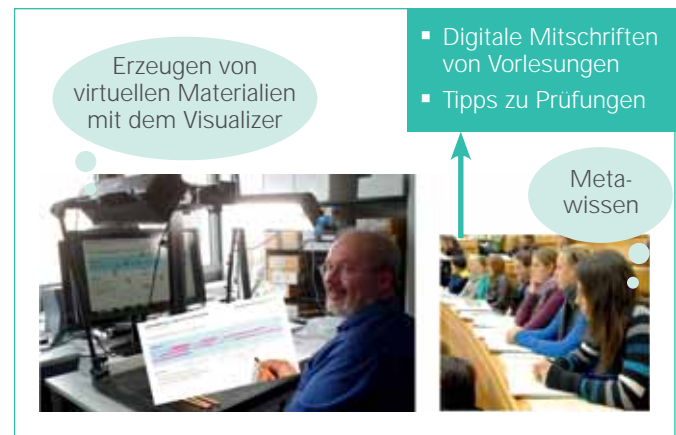 Erzeugen von
virtuellen Materialien
mit dem Visualizer
▪ Digitale Mitschriften
von Vorlesungen
▪ Tipps zu Prüfungen
Meta-
wissen